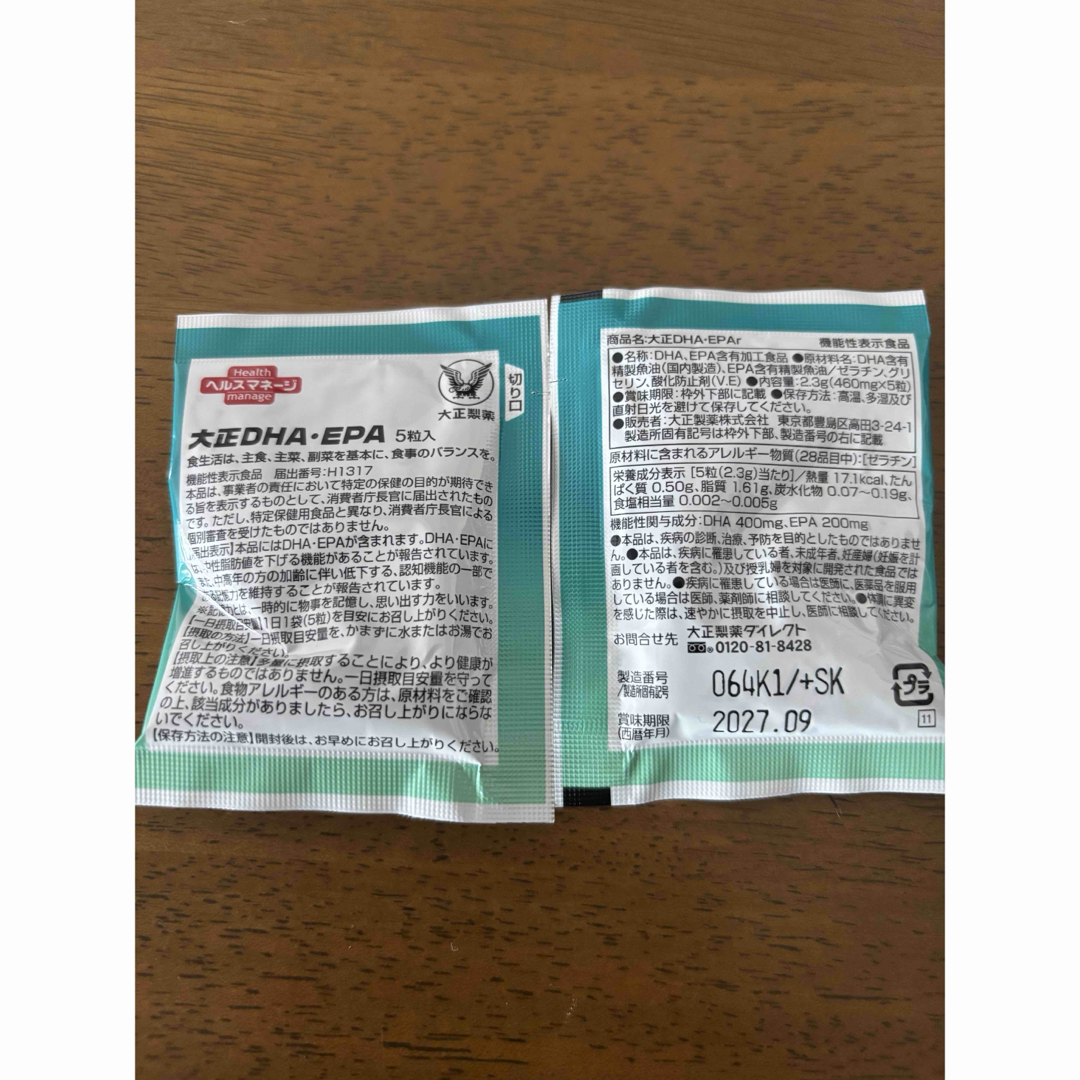 Health
ヘルスマネージ
manage
大正製薬
切り口
大正DHA・EPA 5粒入
食生活は、主食、主菜、副菜を基本に、食事のバランスを。
機能性表示食品 届出番号:H1317
本品は、事業者の責任において特定の保健の目的が期待でき
る旨を表示するものとして、消費者庁長官に届出されたもの
です。ただし、特定保健用食品と異なり、消費者庁長官による
個別審査を受けたものではありません。
届出表示】本品にはDHA・EPAが含まれます。DHA・EPAに
は、中性脂肪値を下げる機能があることが報告されています。
また、中高年の方の加齢に伴い低下する、認知機能の一部で
ある記憶力を維持することが報告されています。
※記憶力とは、一時的に物事を記憶し、思い出す力をいいます。
【一日摂取目安量】1日1袋(5粒)を目安にお召し上がりください。
【摂取の方法】一日摂取目安量を、かまずに水またはお湯でお
召し上がりください。
【摂取上の注意】多量に摂取することにより、より健康が
増進するものではありません。一日摂取目安量を守って
ください。食物アレルギーのある方は、原材料をご確認
の上、該当成分がありましたら、お召し上がりにならな
いでください。
【保存方法の注意】開封後は、お早めにお召し上がりください。
商品名:大正DHA・EPAr 機能性表示食品
●名称:DHA、EPA含有加工食品 ●原材料名:DHA含有
精製魚油(国内製造)、EPA含有精製魚油/ゼラチン、グリ
セリン、酸化防止剤(V.E) ●内容量:2.3g(460mg×5粒)
●賞味期限:枠外下部に記載 ●保存方法:高温、多湿及び
直射日光を避けて保存してください。
●販売者:大正製薬株式会社 東京都豊島区高田3-24-1
製造所固有記号は枠外下部、製造番号の右に記載
原材料に含まれるアレルギー物質(28品目中):[ゼラチン]
栄養成分表示 [5粒(2.3g)当たり]/熱量 17.1kcal、たん
ぱく質 0.50g、脂質 1.61g、炭水化物 0.07〜0.19g、
食塩相当量 0.002〜0.005g
機能性関与成分:DHA 400mg、EPA 200mg
●本品は、疾病の診断、治療、予防を目的としたものではありませ
ん。●本品は、疾病に罹患している者、未成年者、妊産婦(妊娠を計
画している者を含む。)及び授乳婦を対象に開発された食品では
ありません。●疾病に罹患している場合は医師に、医薬品を服用
している場合は医師、薬剤師に相談してください。●体調に異変
を感じた際は、速やかに摂取を中止し、医師に相談してください。
お問合せ先 大正製薬ダイレクト
0120-81-8428
製造番号
/製造所固有記号 064K1/+SK
プラ
賞味期限
(西暦年月) 2027.09
11